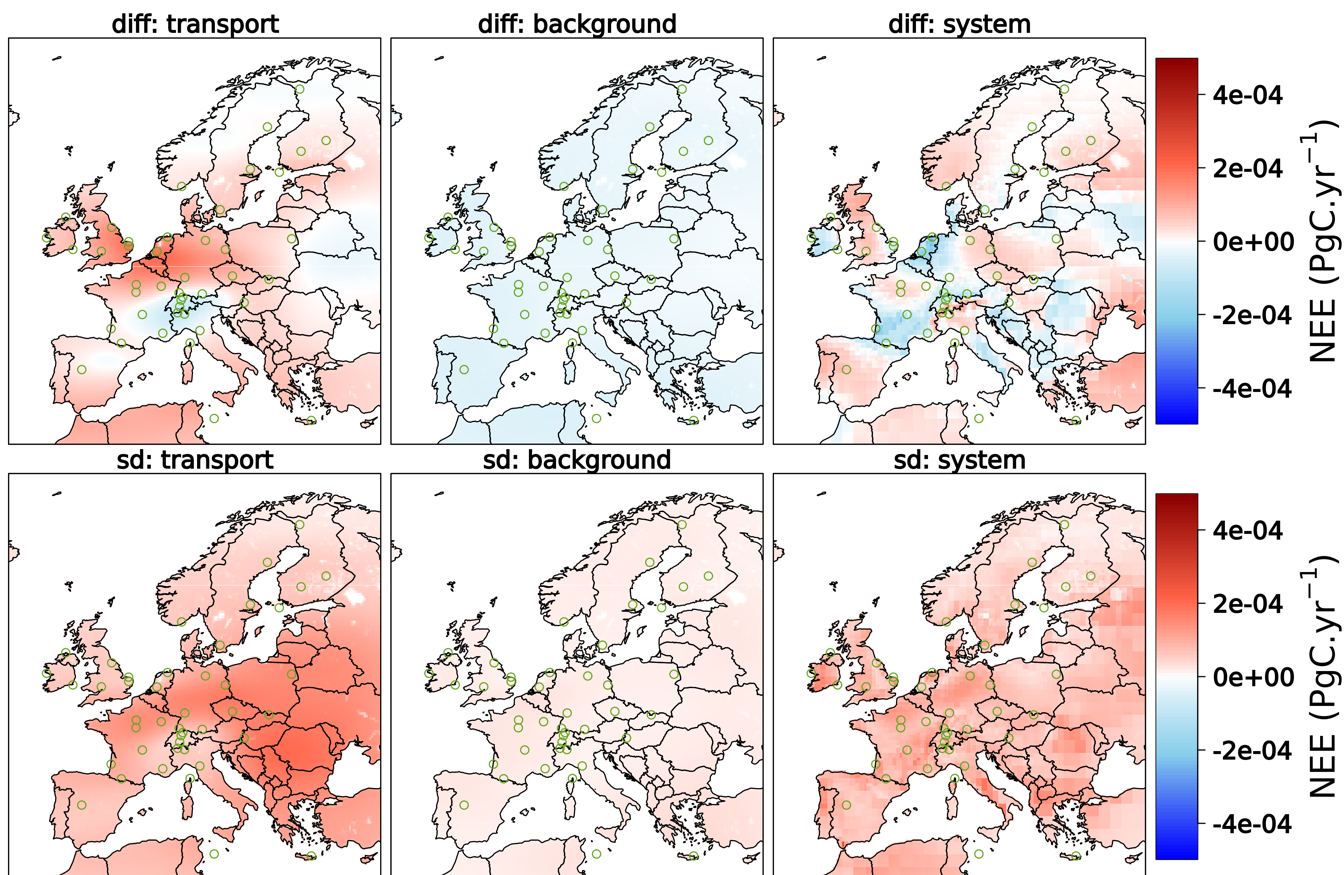 diff: transport
diff: background
diff: system
4e-04
2e-04
0e+00
-2e-04
-4e-04
NEE (PgC.yr⁻¹)
sd: transport
sd: background
sd: system
4e-04
2e-04
0e+00
-2e-04
-4e-04
NEE (PgC.yr⁻¹)